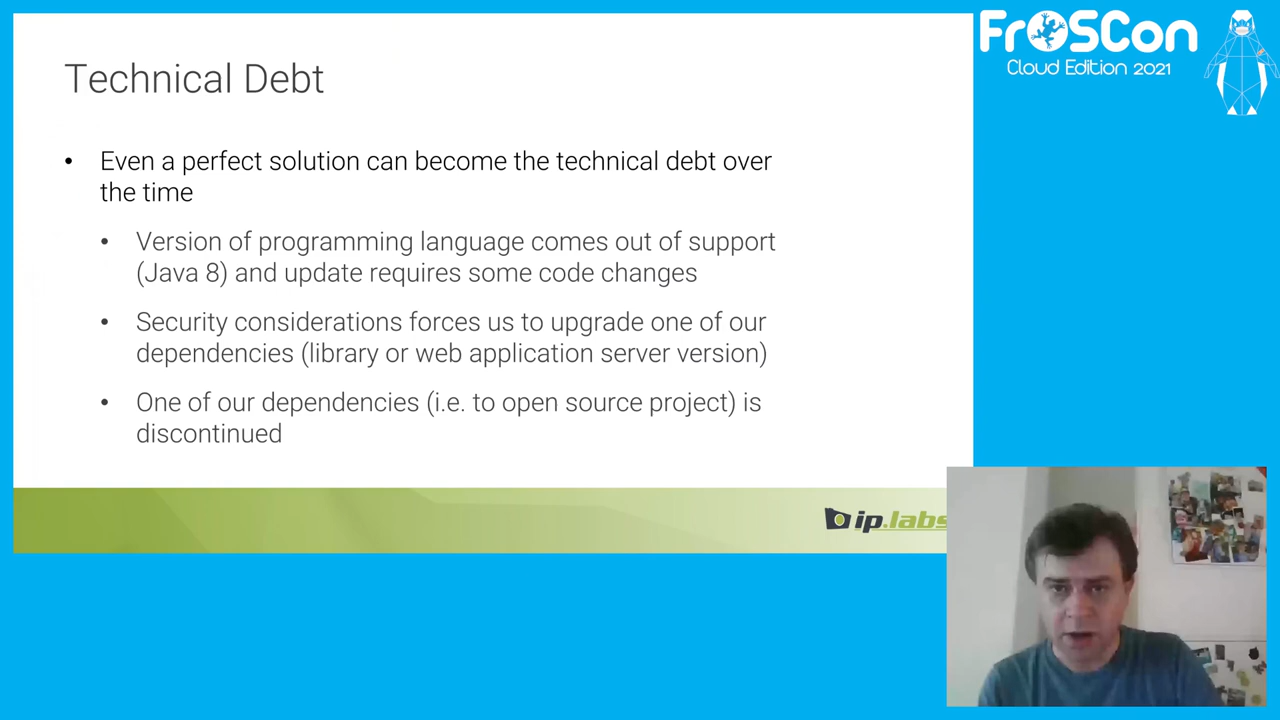 FrOSCon
Cloud Edition 2021
Technical Debt
• Even a perfect solution can become the technical debt over
the time
• Version of programming language comes out of support
(Java 8) and update requires some code changes
• Security considerations forces us to upgrade one of our
dependencies (library or web application server version)
• One of our dependencies (i.e. to open source project) is
discontinued
ip.labs